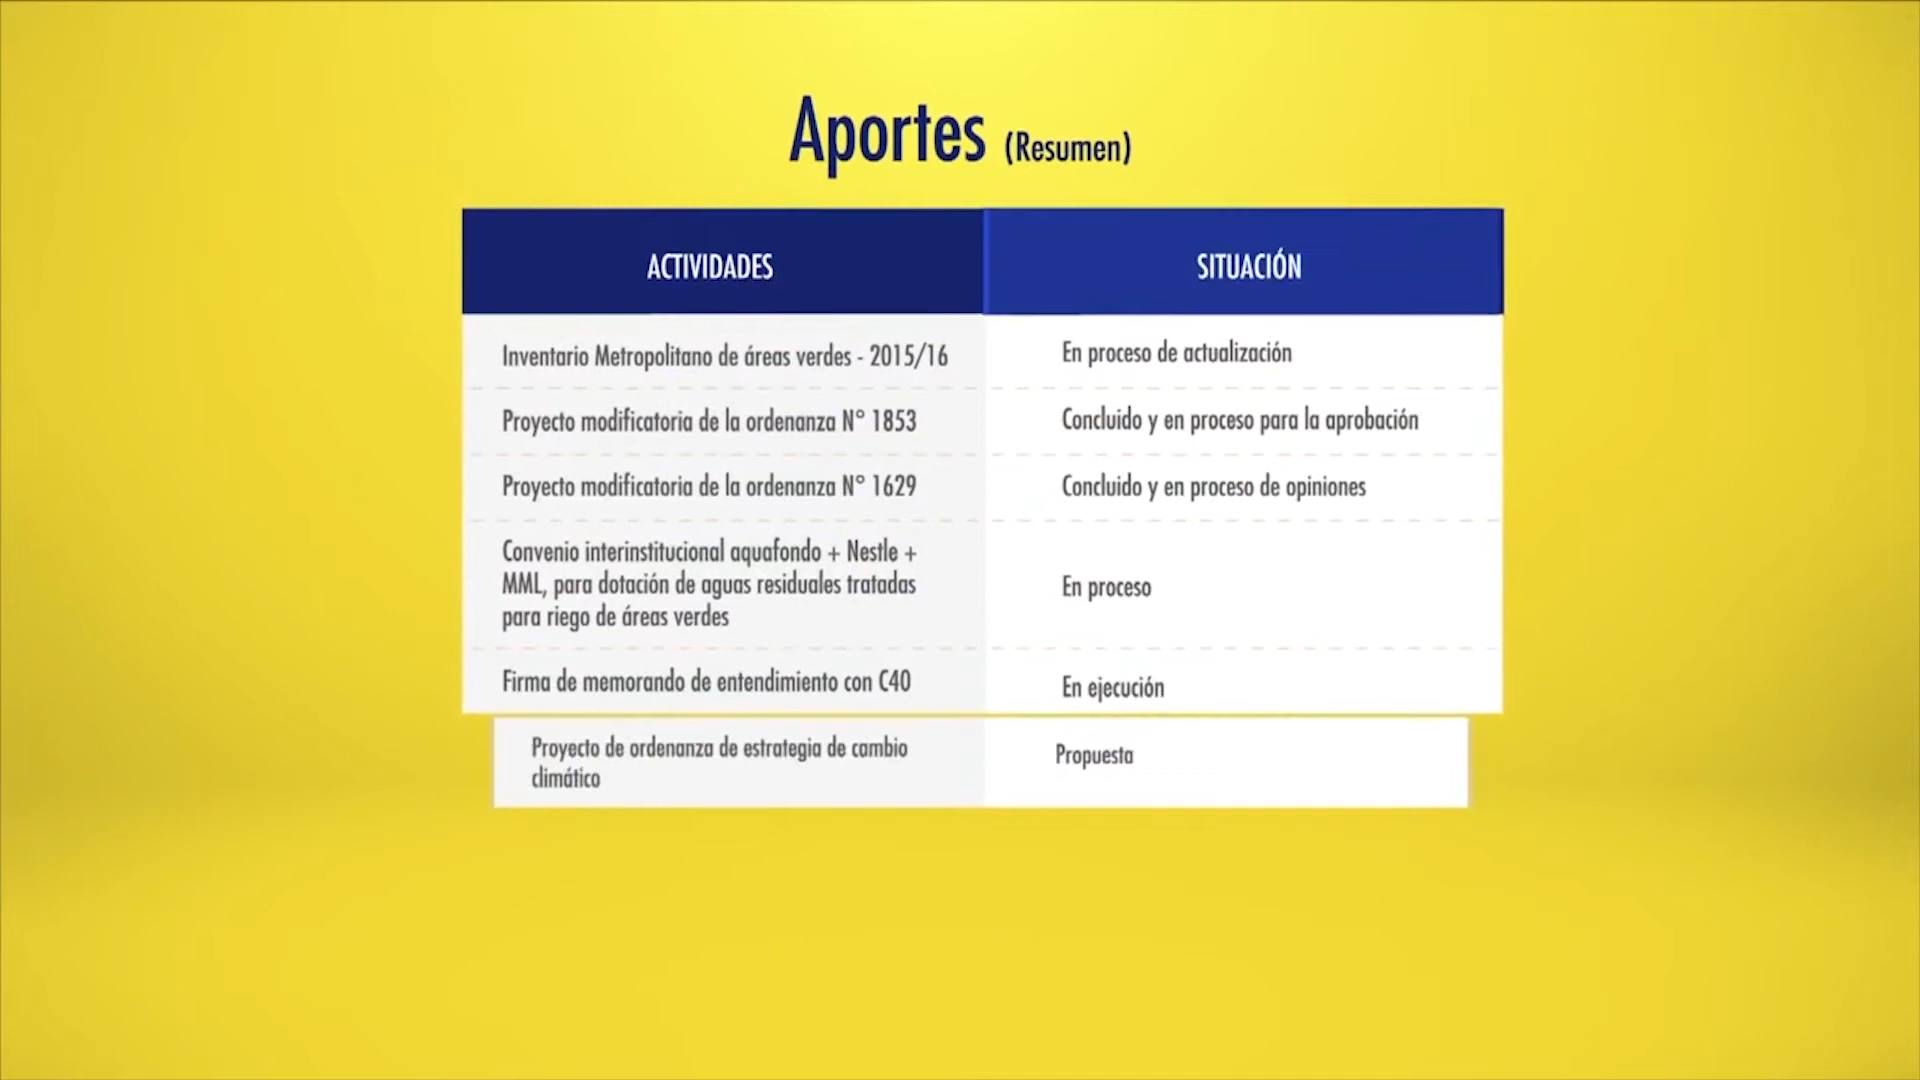 Aportes (Resumen)
ACTIVIDADES
SITUACIÓN
Inventario Metropolitano de áreas verdes - 2015/16
En proceso de actualización
Proyecto modificatoria de la ordenanza N° 1853
Concluido y en proceso para la aprobación
Proyecto modificatoria de la ordenanza N° 1629
Concluido y en proceso de opiniones
Convenio interinstitucional aquafondo + Nestle +
MML, para dotación de aguas residuales tratadas
para riego de áreas verdes
En proceso
Firma de memorando de entendimiento con C40
En ejecución
Proyecto de ordenanza de estrategia de cambio
climático
Propuesta